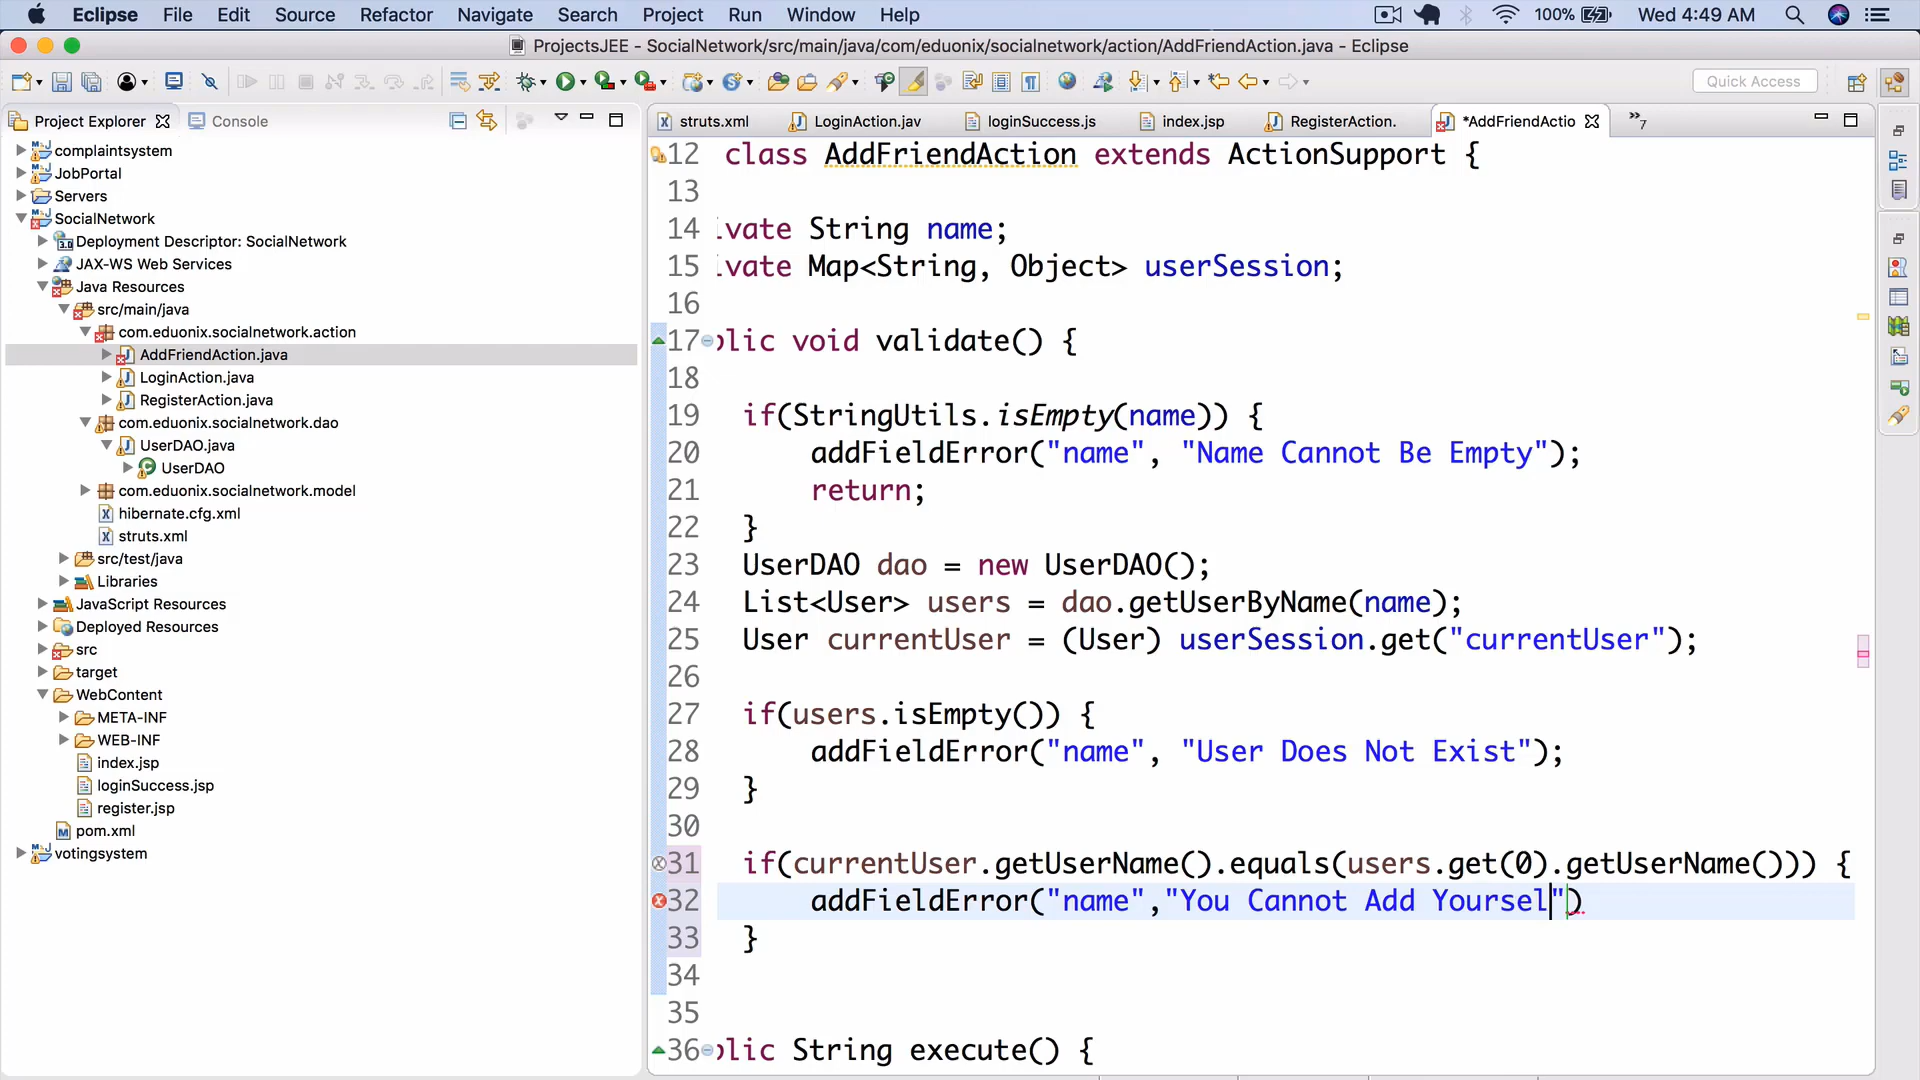 Eclipse File Edit Source Refactor Navigate Search Project Run Window Help 100% Wed 4:49 AM
ProjectsJEE - SocialNetwork/src/main/java/com/eduonix/socialnetwork/action/AddFriendAction.java - Eclipse
Quick Access
Project Explorer Console
struts.xml LoginAction.jav loginSuccess.js index.jsp RegisterAction. *AddFriendActio »7
complaintsystem
JobPortal
Servers
SocialNetwork
Deployment Descriptor: SocialNetwork
JAX-WS Web Services
Java Resources
src/main/java
com.eduonix.socialnetwork.action
AddFriendAction.java
LoginAction.java
RegisterAction.java
com.eduonix.socialnetwork.dao
UserDAO.java
UserDAO
com.eduonix.socialnetwork.model
hibernate.cfg.xml
struts.xml
src/test/java
Libraries
JavaScript Resources
Deployed Resources
src
target
WebContent
META-INF
WEB-INF
index.jsp
loginSuccess.jsp
register.jsp
pom.xml
votingsystem
12 class AddFriendAction extends ActionSupport {
13
14 ivate String name;
15 ivate Map<String, Object> userSession;
16
17 blic void validate() {
18
19 if(StringUtils.isEmpty(name)) {
20 addFieldError("name", "Name Cannot Be Empty");
21 return;
22 }
23 UserDAO dao = new UserDAO();
24 List<User> users = dao.getUserByName(name);
25 User currentUser = (User) userSession.get("currentUser");
26
27 if(users.isEmpty()) {
28 addFieldError("name", "User Does Not Exist");
29 }
30
31 if(currentUser.getUserName().equals(users.get(0).getUserName())) {
32 addFieldError("name","You Cannot Add Yoursel")
33 }
34
35
36 blic String execute() {